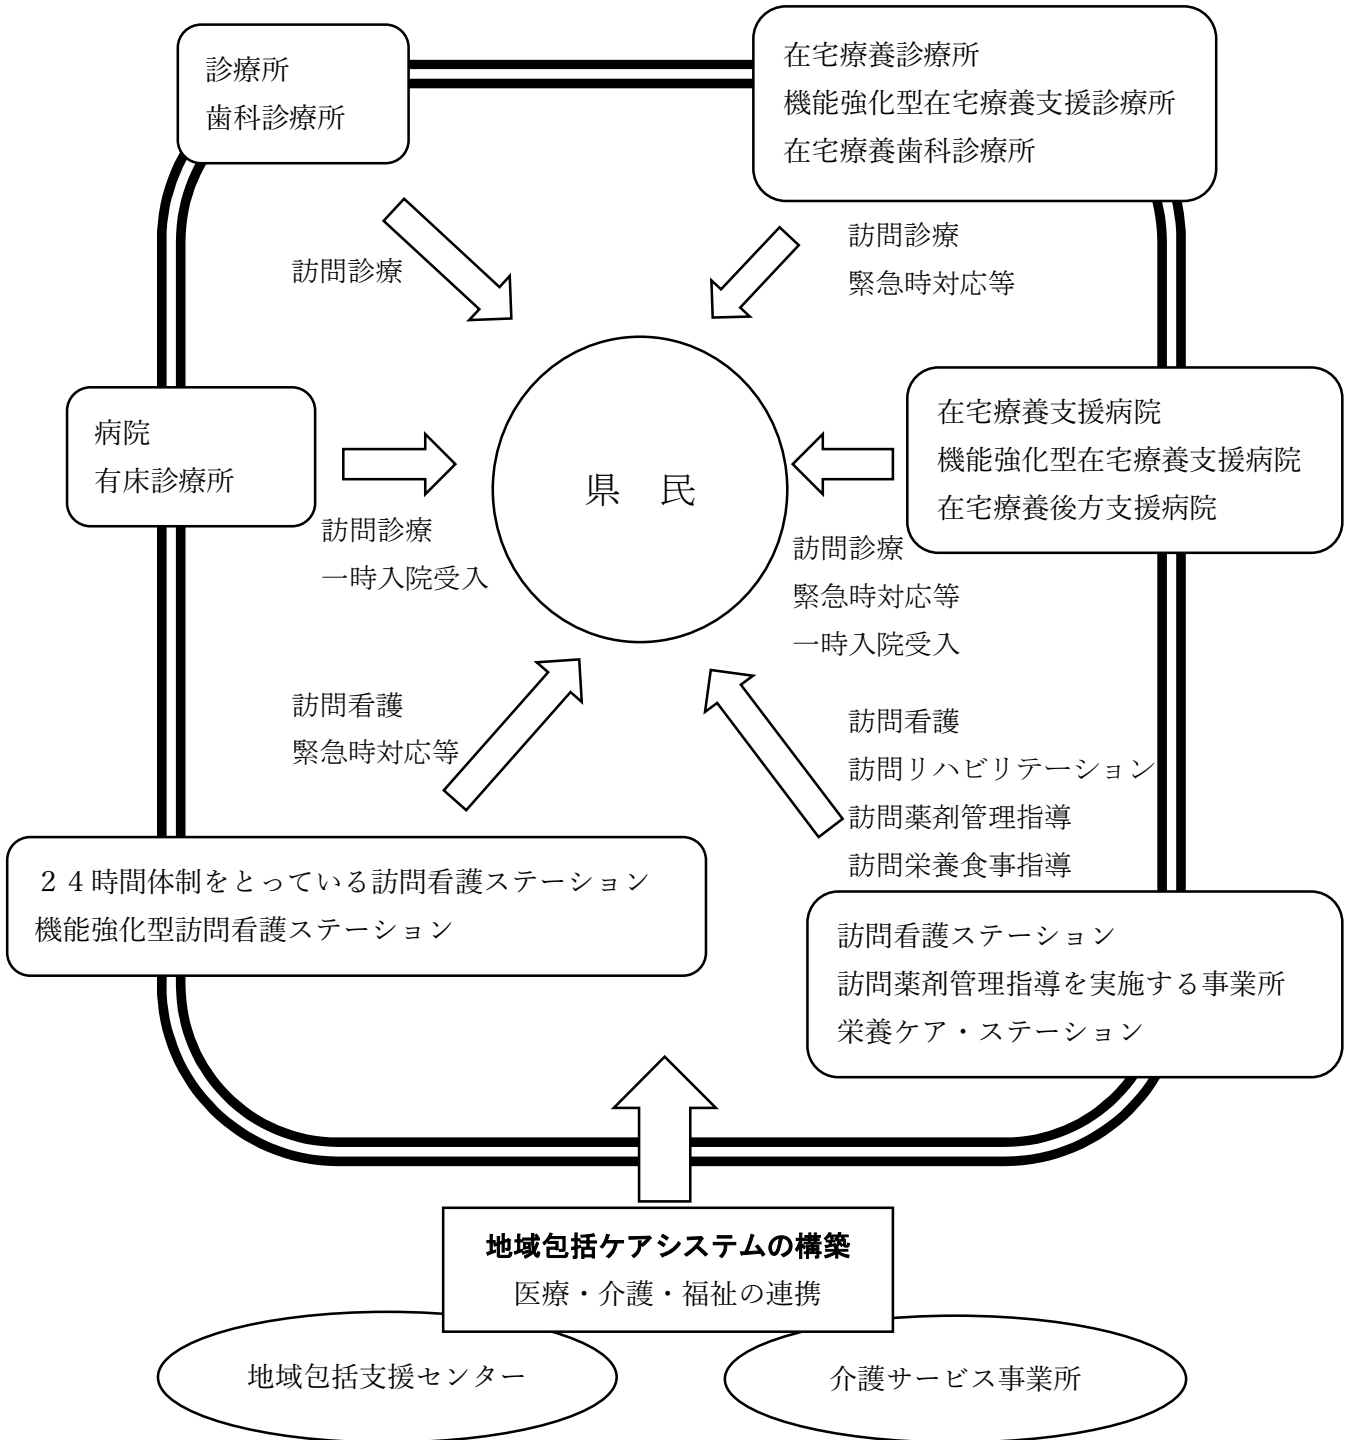 診療所
歯科診療所
在宅療養診療所
機能強化型在宅療養支援診療所
在宅療養歯科診療所
訪問診療
訪問診療
緊急時対応等
病院
有床診療所
県　民
在宅療養支援病院
機能強化型在宅療養支援病院
在宅療養後方支援病院
訪問診療
一時入院受入
訪問診療
緊急時対応等
一時入院受入
訪問看護
緊急時対応等
訪問看護
訪問リハビリテーション
訪問薬剤管理指導
訪問栄養食事指導
２４時間体制をとっている訪問看護ステーション
機能強化型訪問看護ステーション
訪問看護ステーション
訪問薬剤管理指導を実施する事業所
栄養ケア・ステーション
地域包括ケアシステムの構築
医療・介護・福祉の連携
地域包括支援センター
介護サービス事業所